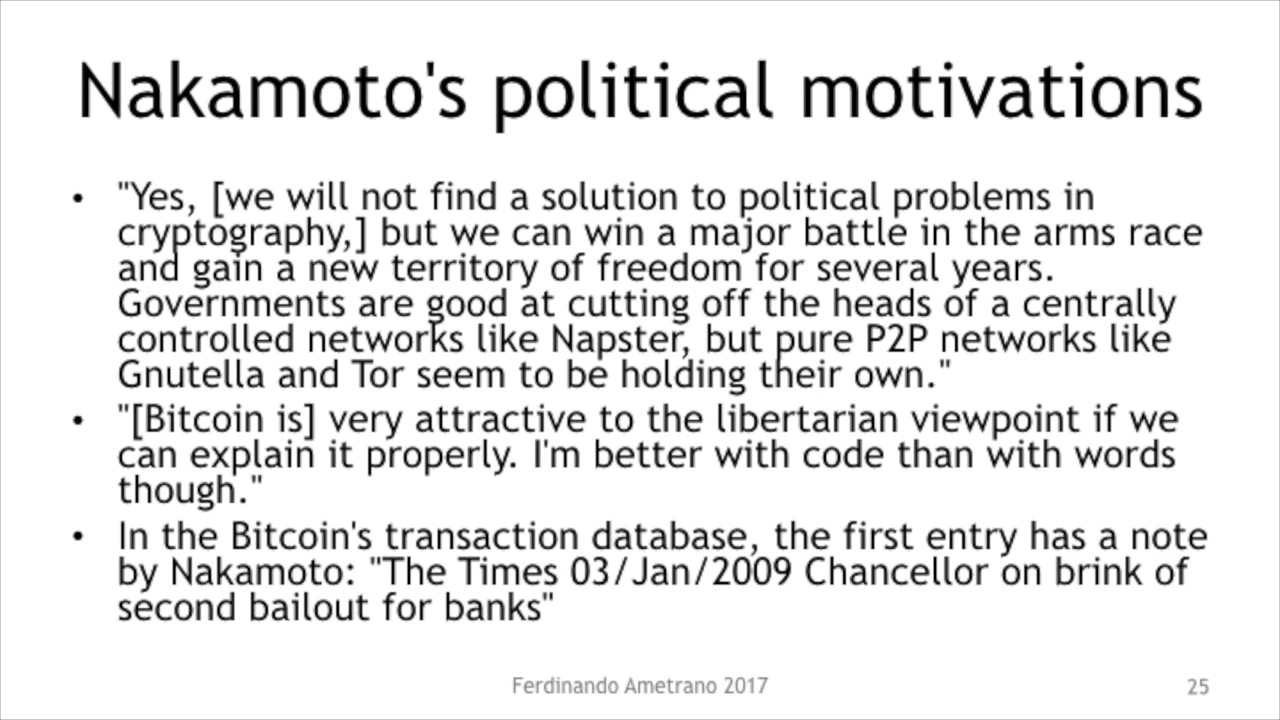 Nakamoto's political motivations
• "Yes, [we will not find a solution to political problems in
cryptography,] but we can win a major battle in the arms race
and gain a new territory of freedom for several years.
Governments are good at cutting off the heads of a centrally
controlled networks like Napster, but pure P2P networks like
Gnutella and Tor seem to be holding their own."
• "[Bitcoin is] very attractive to the libertarian viewpoint if we
can explain it properly. I'm better with code than with words
though."
• In the Bitcoin's transaction database, the first entry has a note
by Nakamoto: "The Times 03/Jan/2009 Chancellor on brink of
second bailout for banks"
Ferdinando Ametrano 2017
25